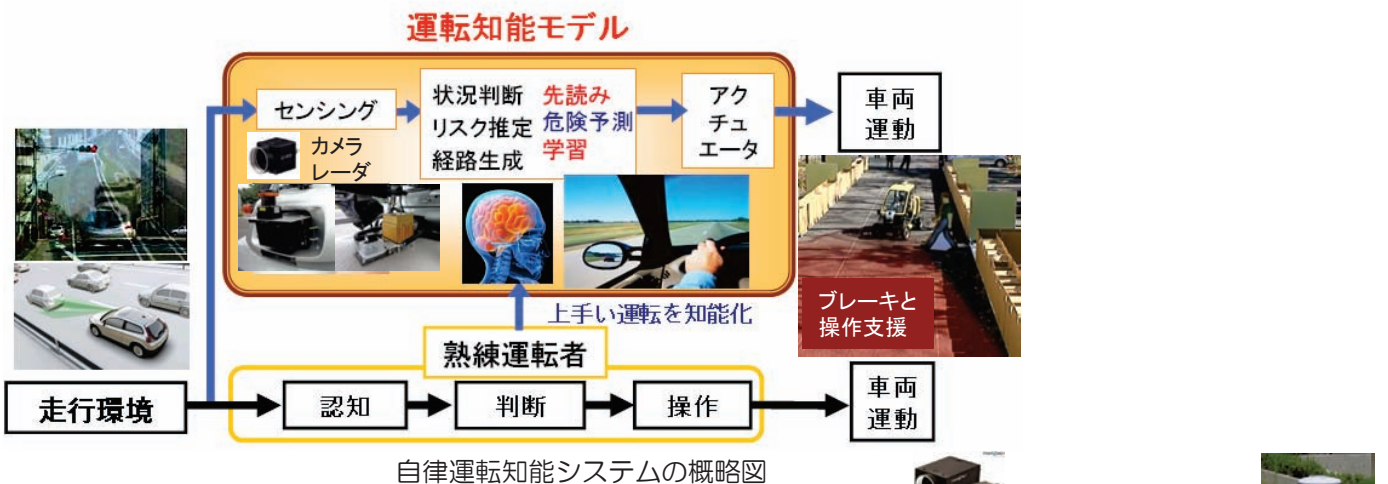 運転知能モデル
センシング
カメラ
レーダ
状況判断 先読み
リスク推定 危険予測
経路生成 学習
アク
チュ
エータ
車両
運動
ブレーキと
操作支援
上手い運転を知能化
熟練運転者
走行環境
認知
判断
操作
車両
運動
自律運転知能システムの概略図